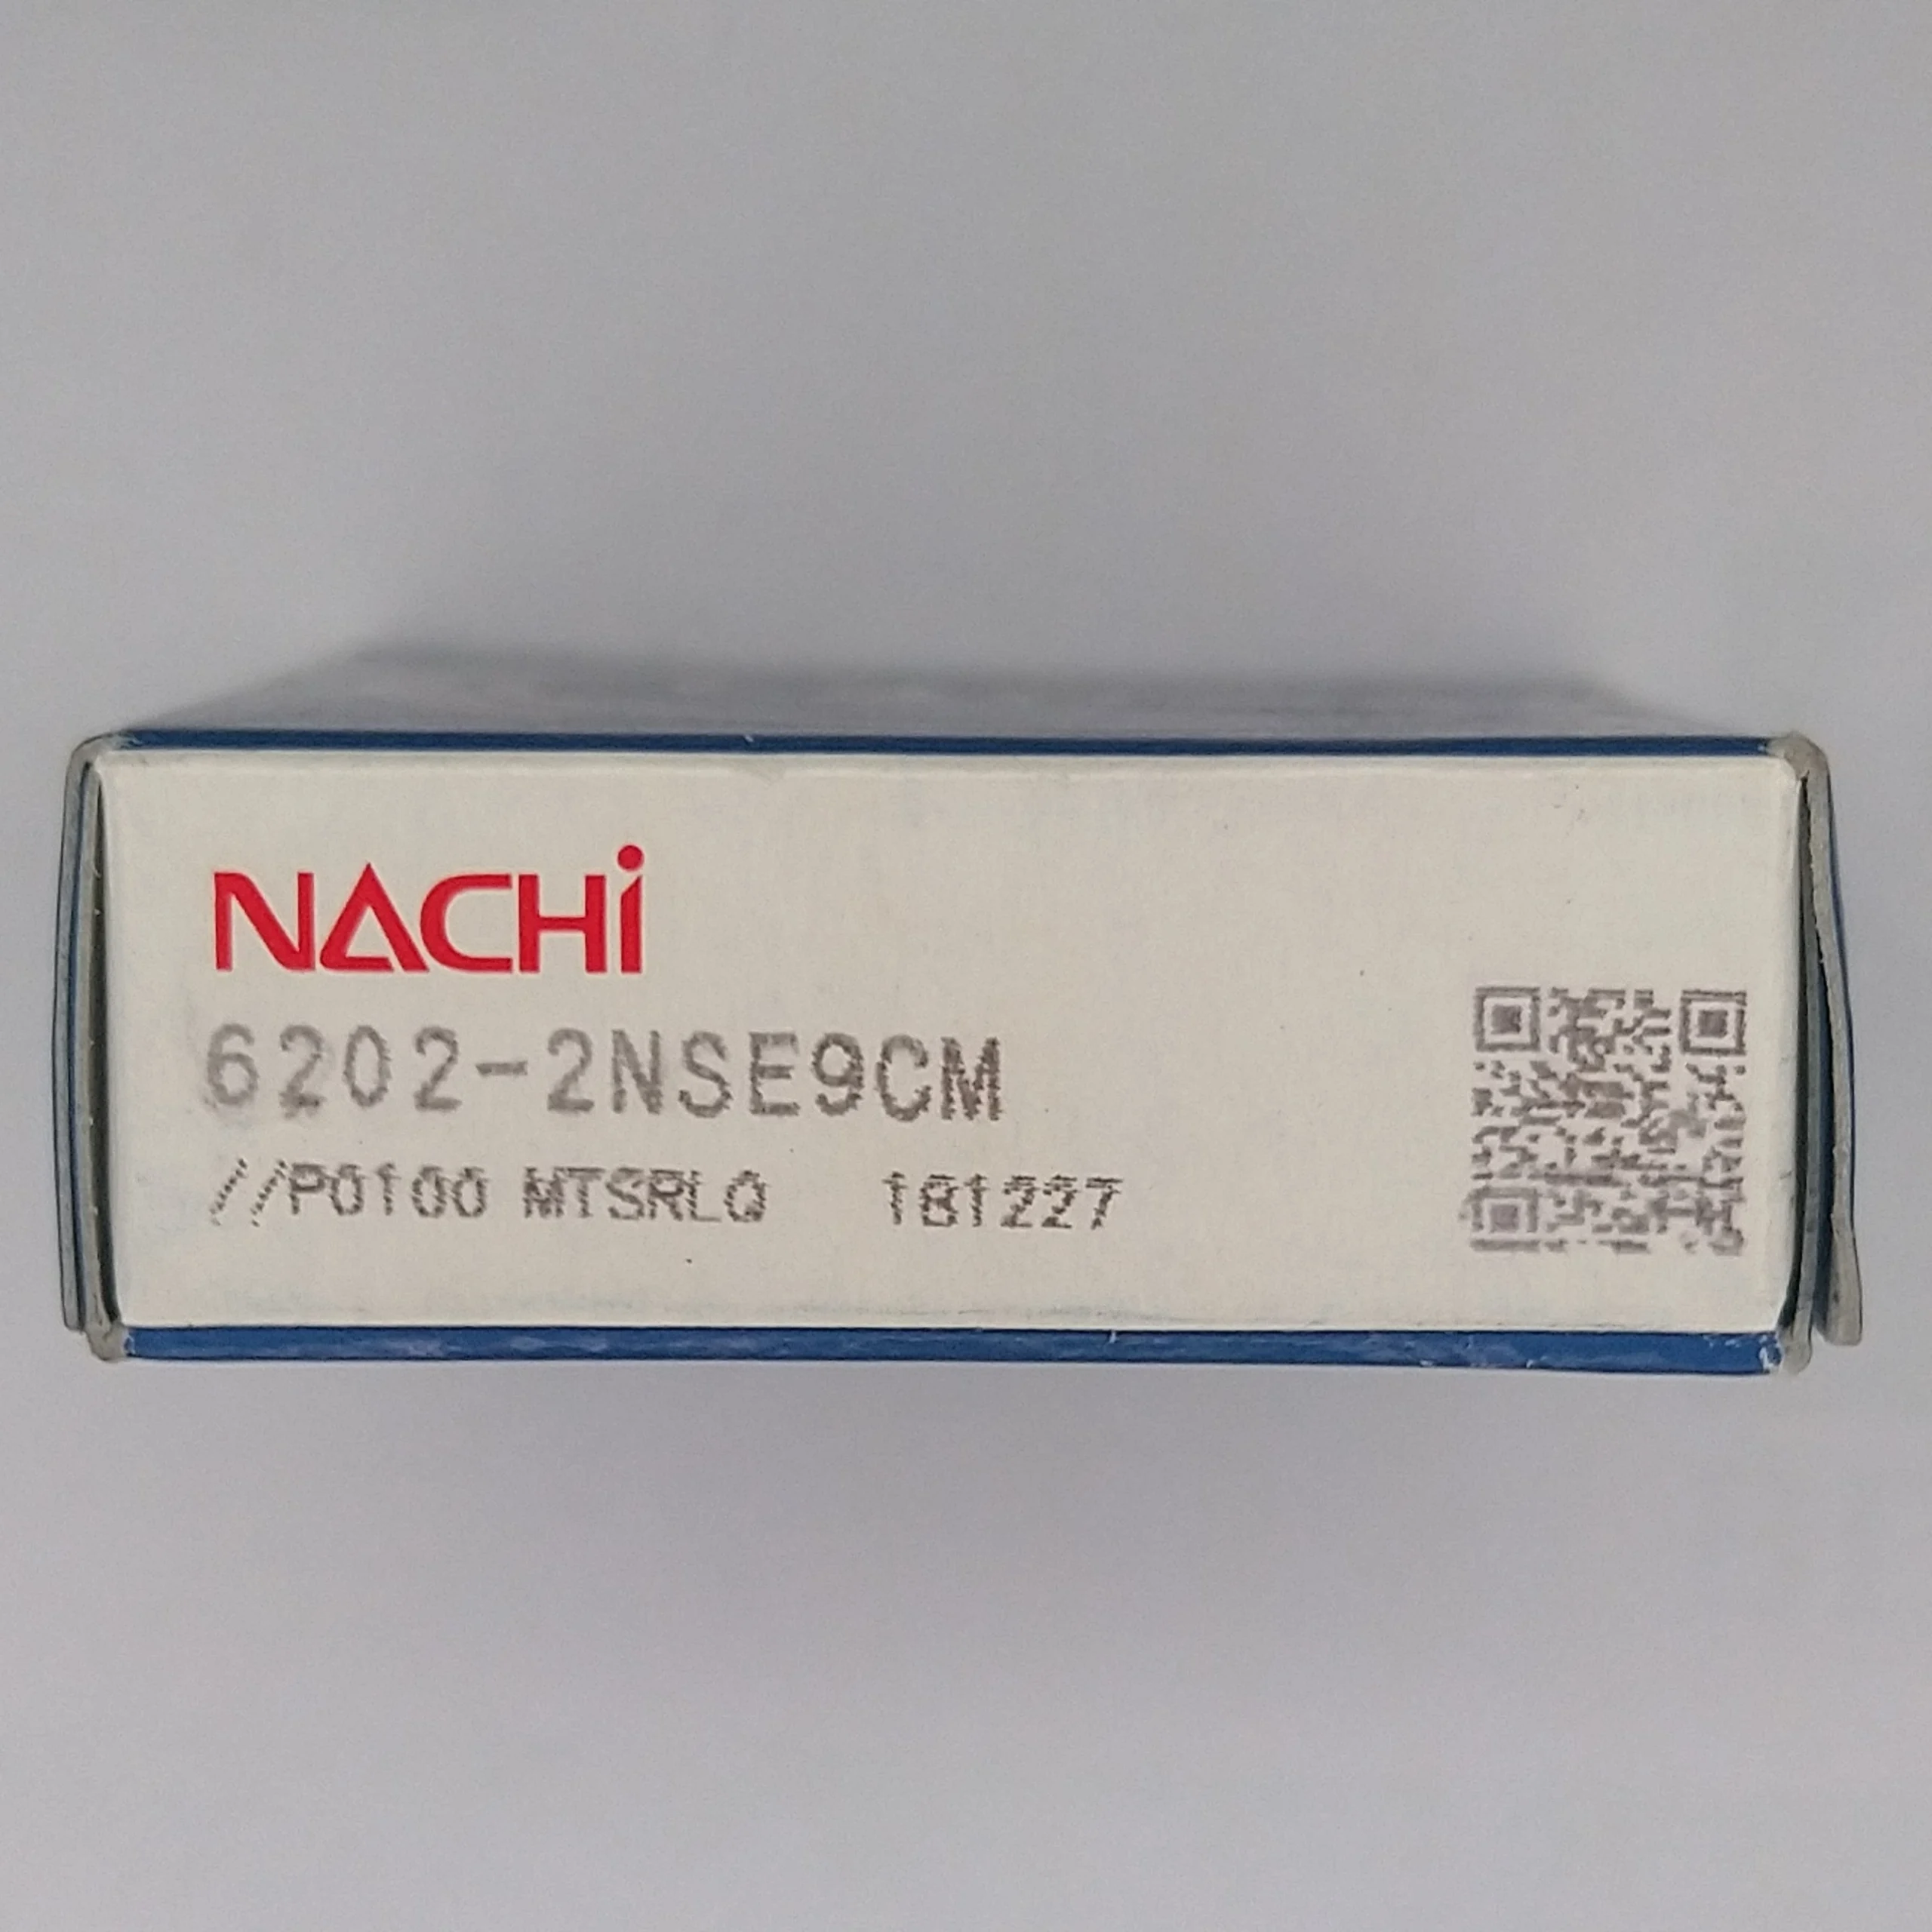 NACHi
6202-2NSE9CM
//P0100 MTSRLQ 181227